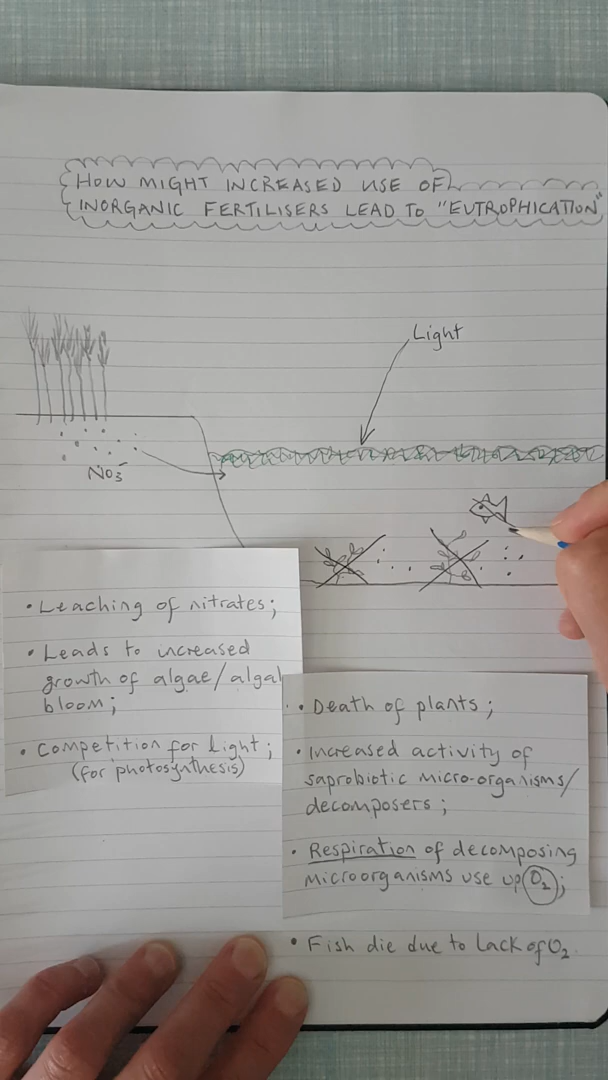 HOW MIGHT INCREASED USE OF
INORGANIC FERTILISERS LEAD TO "EUTROPHICATION"
Light
NO3-
• Leaching of nitrates;
• Leads to increased
growth of algae/algal
bloom;
• Competition for light;
(for photosynthesis)
• Death of plants;
• Increased activity of
saprobiotic micro-organisms/
decomposers;
• Respiration of decomposing
microorganisms use up O2;
• Fish die due to lack of O2.